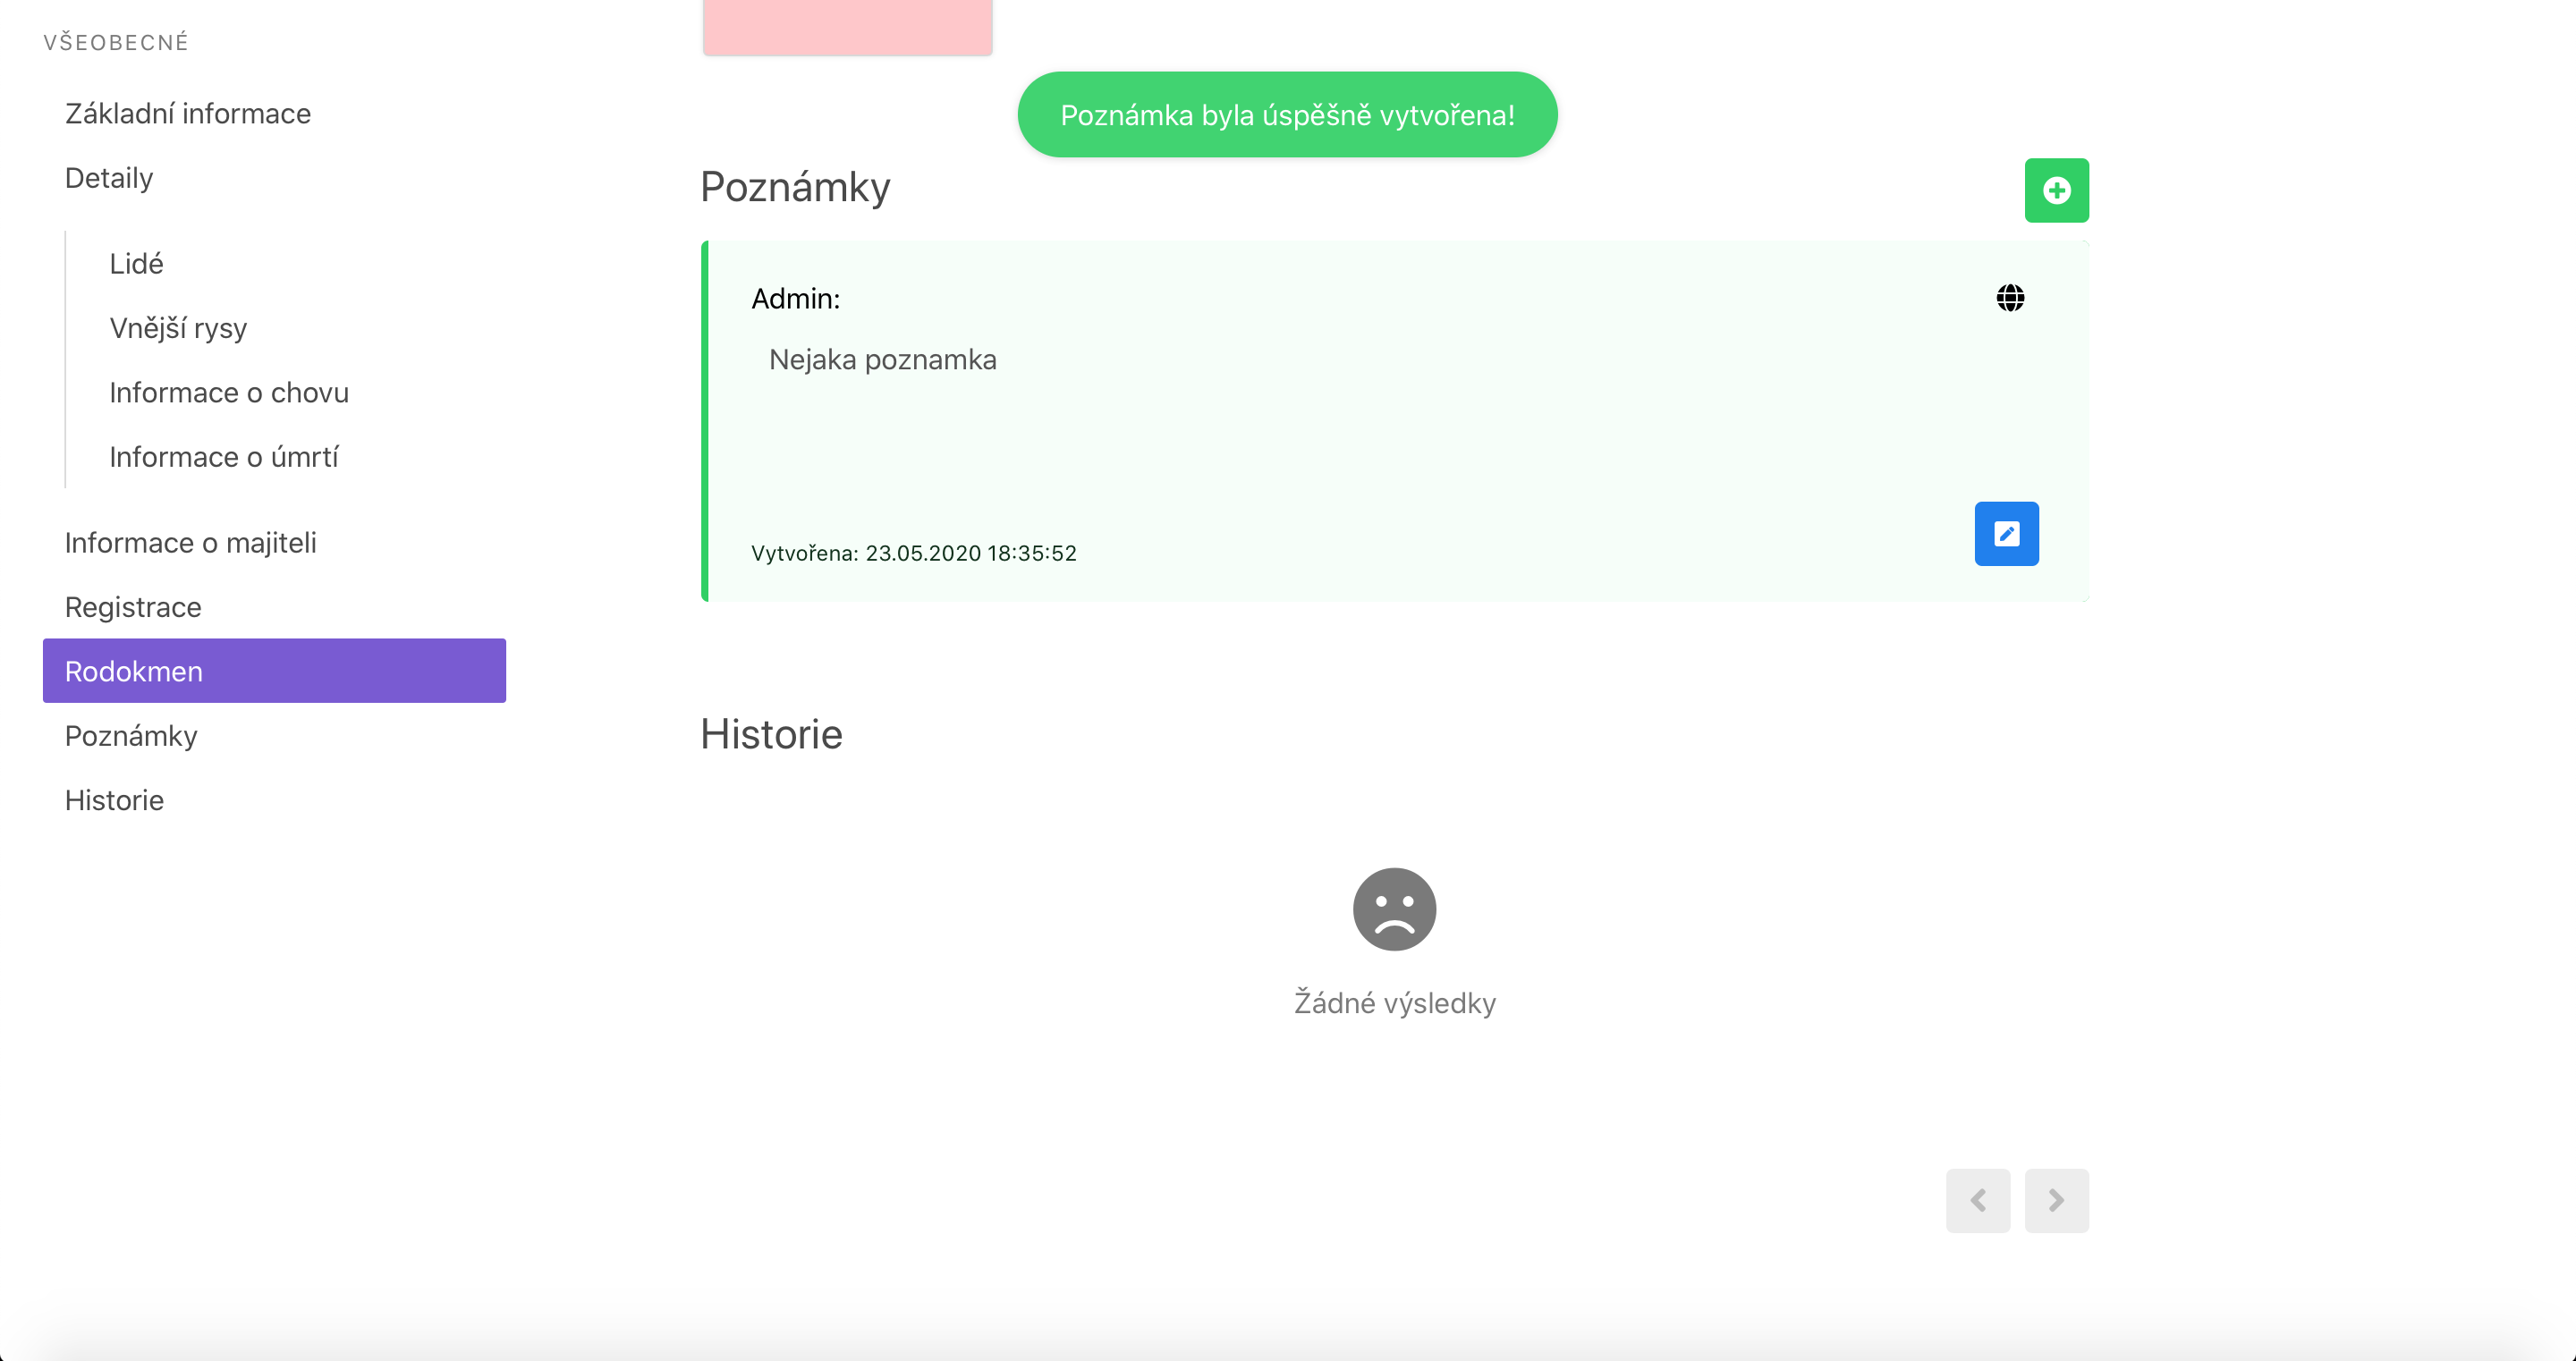 VŠEOBECNÉ
Základní informace
Detaily
Lidé
Vnější rysy
Informace o chovu
Informace o úmrtí
Informace o majiteli
Registrace
Rodokmen
Poznámky
Historie
Poznámka byla úspěšně vytvořena!
Poznámky
Admin:
Nejaka poznamka
Vytvořena: 23.05.2020 18:35:52
Historie
Žádné výsledky